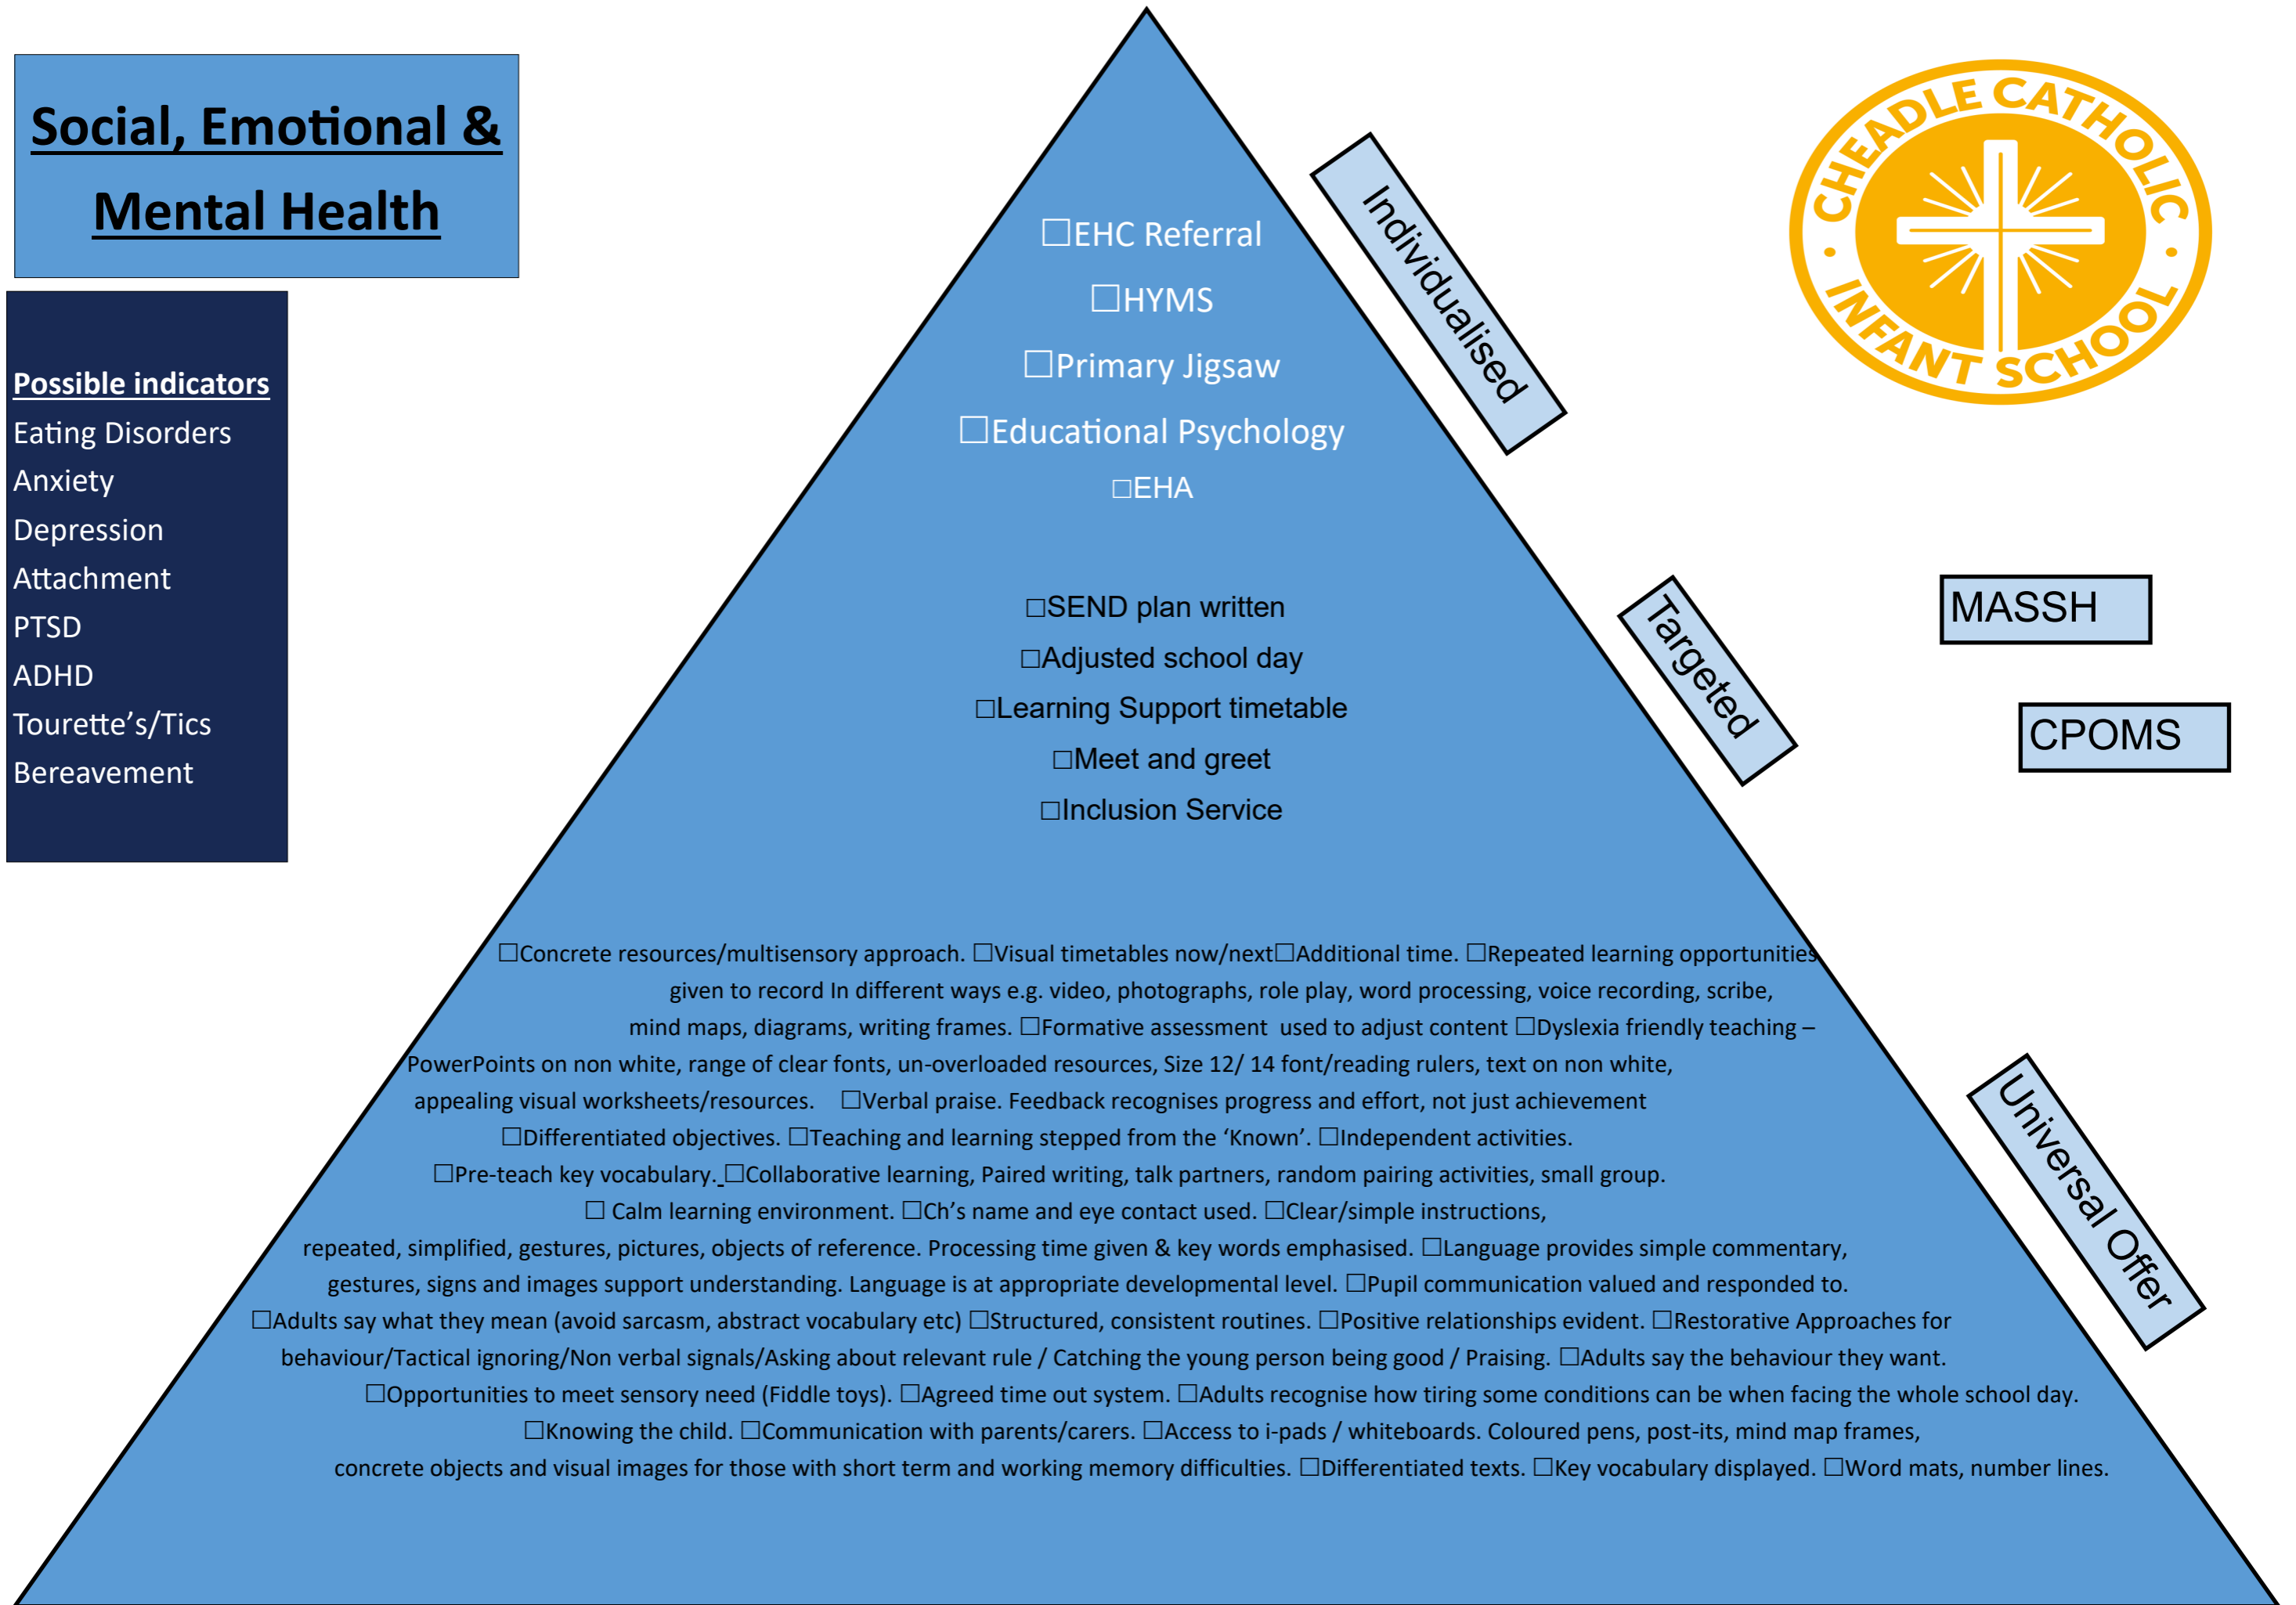 Social, Emotional &
Mental Health
Possible indicators
Eating Disorders
Anxiety
Depression
Attachment
PTSD
ADHD
Tourette’s/Tics
Bereavement
CHEADLE CATHOLIC
• INFANT SCHOOL •
Individualised
☐EHC Referral
☐HYMS
☐Primary Jigsaw
☐Educational Psychology
☐EHA
Targeted
☐SEND plan written
☐Adjusted school day
☐Learning Support timetable
☐Meet and greet
☐Inclusion Service
MASSH
CPOMS
Universal Offer
☐Concrete resources/multisensory approach. ☐Visual timetables now/next☐Additional time. ☐Repeated learning opportunities
given to record In different ways e.g. video, photographs, role play, word processing, voice recording, scribe,
mind maps, diagrams, writing frames. ☐Formative assessment  used to adjust content ☐Dyslexia friendly teaching –
PowerPoints on non white, range of clear fonts, un-overloaded resources, Size 12/ 14 font/reading rulers, text on non white,
appealing visual worksheets/resources.   ☐Verbal praise. Feedback recognises progress and effort, not just achievement
☐Differentiated objectives. ☐Teaching and learning stepped from the ‘Known’. ☐Independent activities.
☐Pre-teach key vocabulary. ☐Collaborative learning, Paired writing, talk partners, random pairing activities, small group.
☐ Calm learning environment. ☐Ch’s name and eye contact used. ☐Clear/simple instructions,
repeated, simplified, gestures, pictures, objects of reference. Processing time given & key words emphasised. ☐Language provides simple commentary,
gestures, signs and images support understanding. Language is at appropriate developmental level. ☐Pupil communication valued and responded to.
☐Adults say what they mean (avoid sarcasm, abstract vocabulary etc) ☐Structured, consistent routines. ☐Positive relationships evident. ☐Restorative Approaches for
behaviour/Tactical ignoring/Non verbal signals/Asking about relevant rule / Catching the young person being good / Praising. ☐Adults say the behaviour they want.
☐Opportunities to meet sensory need (Fiddle toys). ☐Agreed time out system. ☐Adults recognise how tiring some conditions can be when facing the whole school day.
☐Knowing the child. ☐Communication with parents/carers. ☐Access to i-pads / whiteboards. Coloured pens, post-its, mind map frames,
concrete objects and visual images for those with short term and working memory difficulties. ☐Differentiated texts. ☐Key vocabulary displayed. ☐Word mats, number lines.